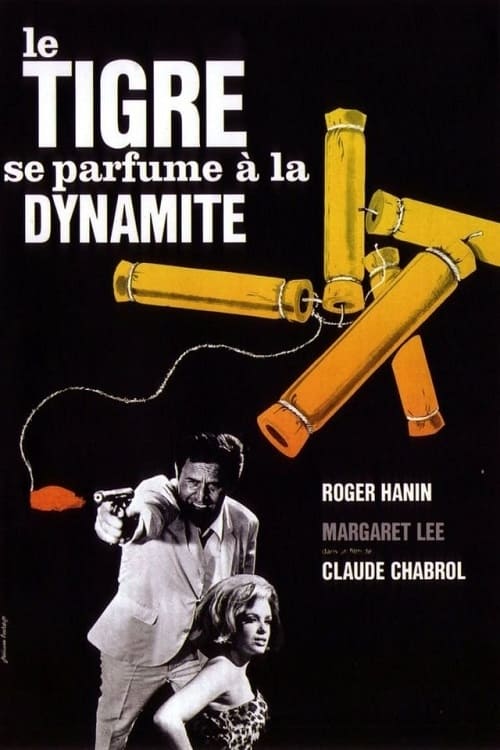 le
TIGRE
se parfume à la
DYNAMITE
ROGER HANIN
MARGARET LEE
dans un film de
CLAUDE CHABROL